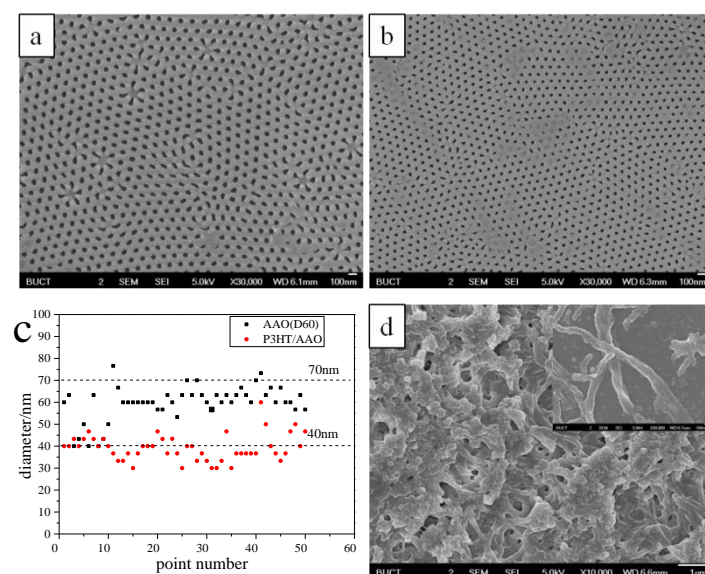 a
BUCT 2 SEM SEI 5.0kV X30,000 WD 6.1mm 100nm
b
BUCT 2 SEM SEI 5.0kV X30,000 WD 6.3mm 100nm
c
AAO(D60)
P3HT/AAO
70nm
40nm
diameter/nm
100
90
80
70
60
50
40
30
20
10
0
0 10 20 30 40 50 60
point number
d
BUCT 2 SEM SEI 5.0kV X10,000 WD 6.6mm 1μm